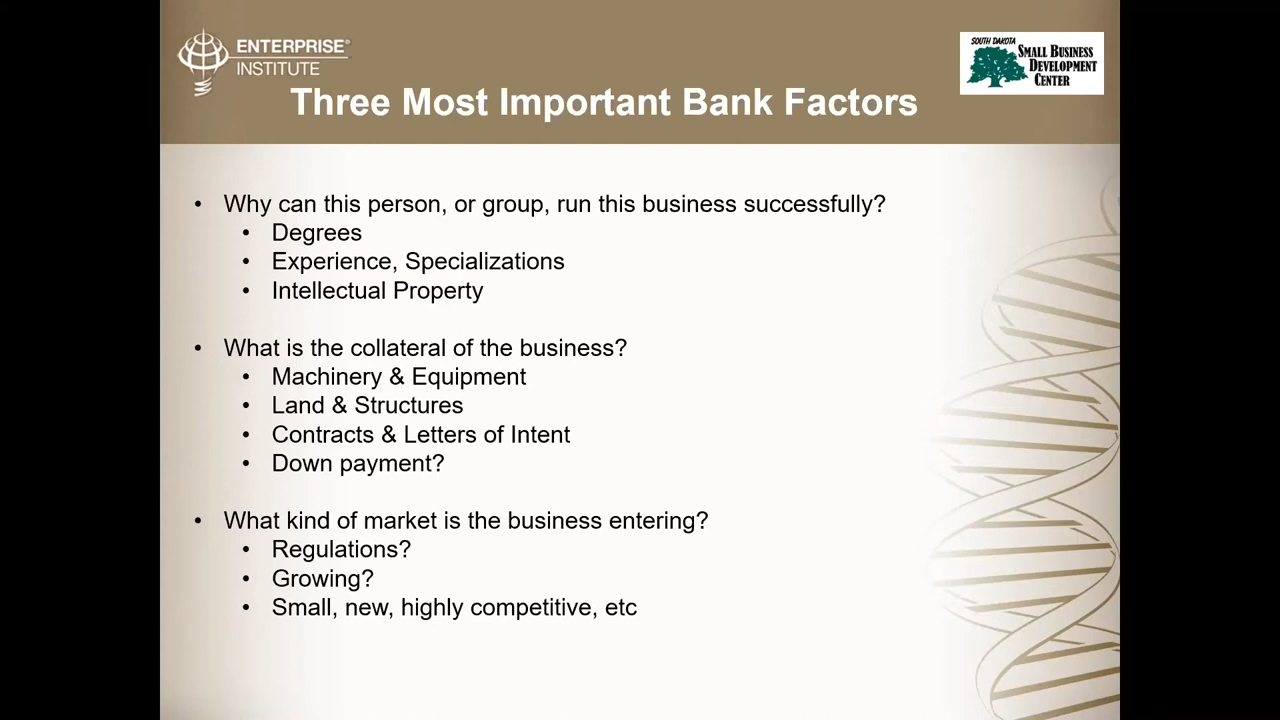 ENTERPRISE®
INSTITUTE
SOUTH DAKOTA
SMALL BUSINESS
DEVELOPMENT
CENTER
Three Most Important Bank Factors
• Why can this person, or group, run this business successfully?
• Degrees
• Experience, Specializations
• Intellectual Property
• What is the collateral of the business?
• Machinery & Equipment
• Land & Structures
• Contracts & Letters of Intent
• Down payment?
• What kind of market is the business entering?
• Regulations?
• Growing?
• Small, new, highly competitive, etc